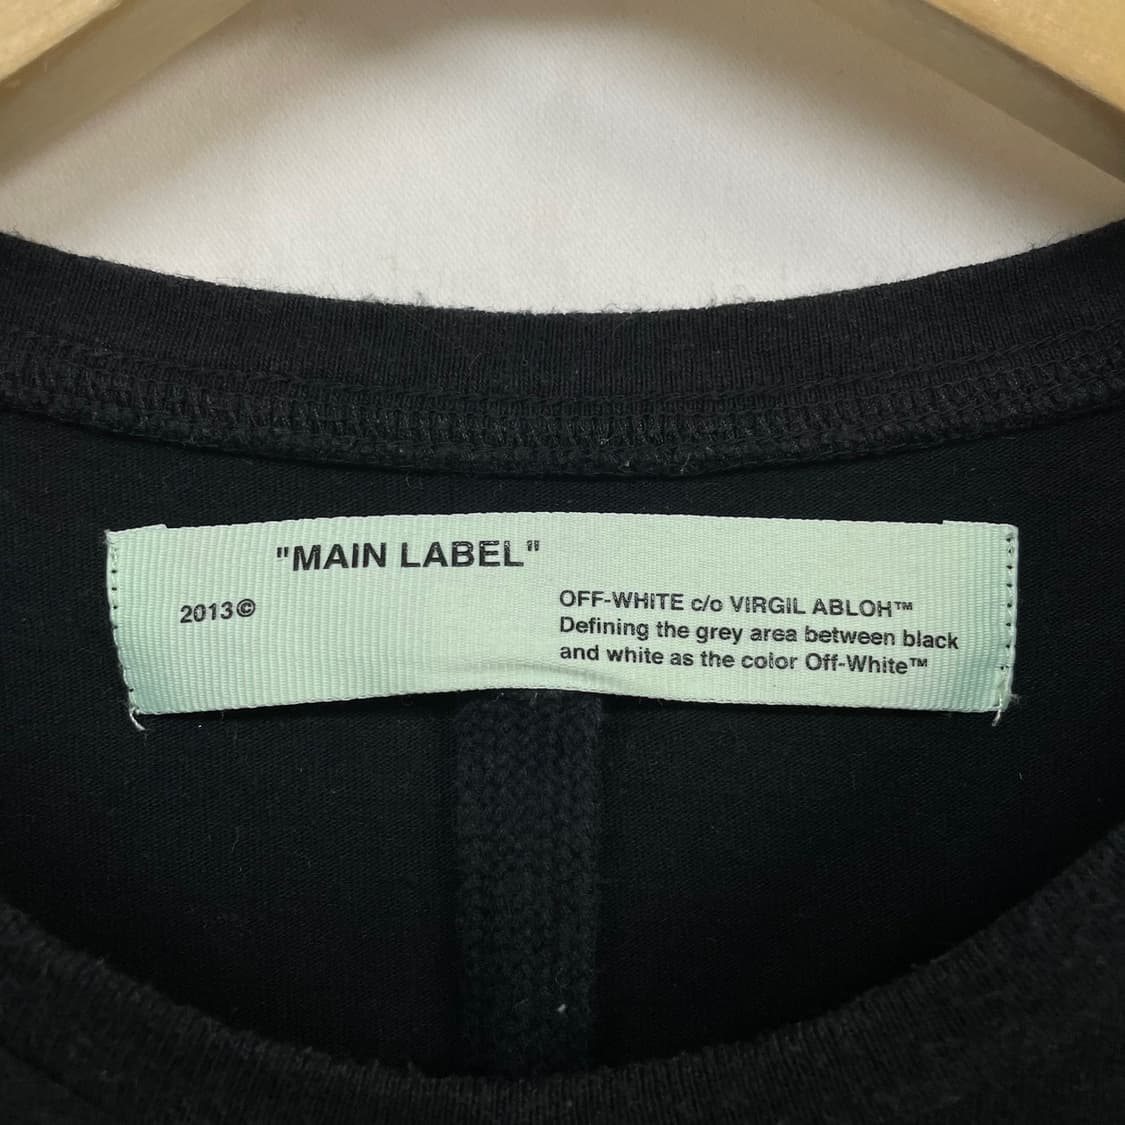 "MAIN LABEL"
2013©
OFF-WHITE c/o VIRGIL ABLOH™
Defining the grey area between black
and white as the color Off-White™